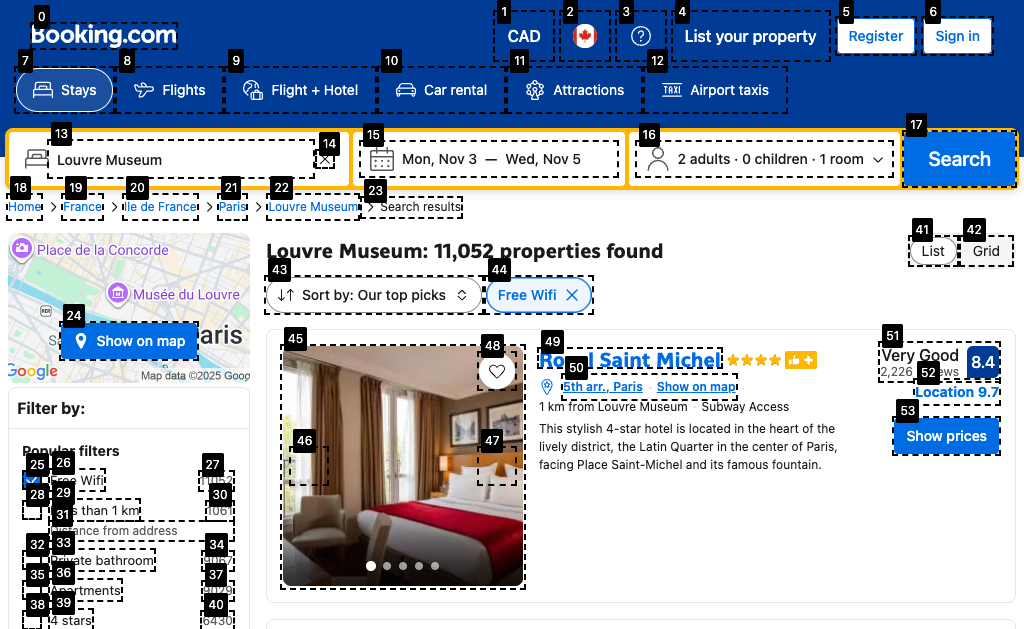 0
Booking.com
1
CAD
2
3
4
List your property
5
Register
6
Sign in
7
Stays
8
Flights
9
Flight + Hotel
10
Car rental
11
Attractions
12
Airport taxis
13
Louvre Museum
14
15
Mon, Nov 3 — Wed, Nov 5
16
2 adults · 0 children · 1 room
17
Search
18
Home
19
France
20
Ile de France
21
Paris
22
Louvre Museum
23
Search results
Place de la Concorde
Musée du Louvre
RER
24
Show on map
aris
Google
Map data ©2025 Goog
Filter by:
Popular filters
25
26
Free Wifi
27
11052
28
29
Less than 1 km
30
1061
31
Distance from address
32
33
Private bathroom
34
9067
35
36
Apartments
37
9029
38
39
4 stars
40
6430
Louvre Museum: 11,052 properties found
41
List
42
Grid
43
Sort by: Our top picks
44
Free Wifi
45
46
47
48
49
Royal Saint Michel
50
5th arr., Paris
Show on map
1 km from Louvre Museum · Subway Access
This stylish 4-star hotel is located in the heart of the
lively district, the Latin Quarter in the center of Paris,
facing Place Saint-Michel and its famous fountain.
51
Very Good
8.4
2,226
52
Location 9.7
53
Show prices